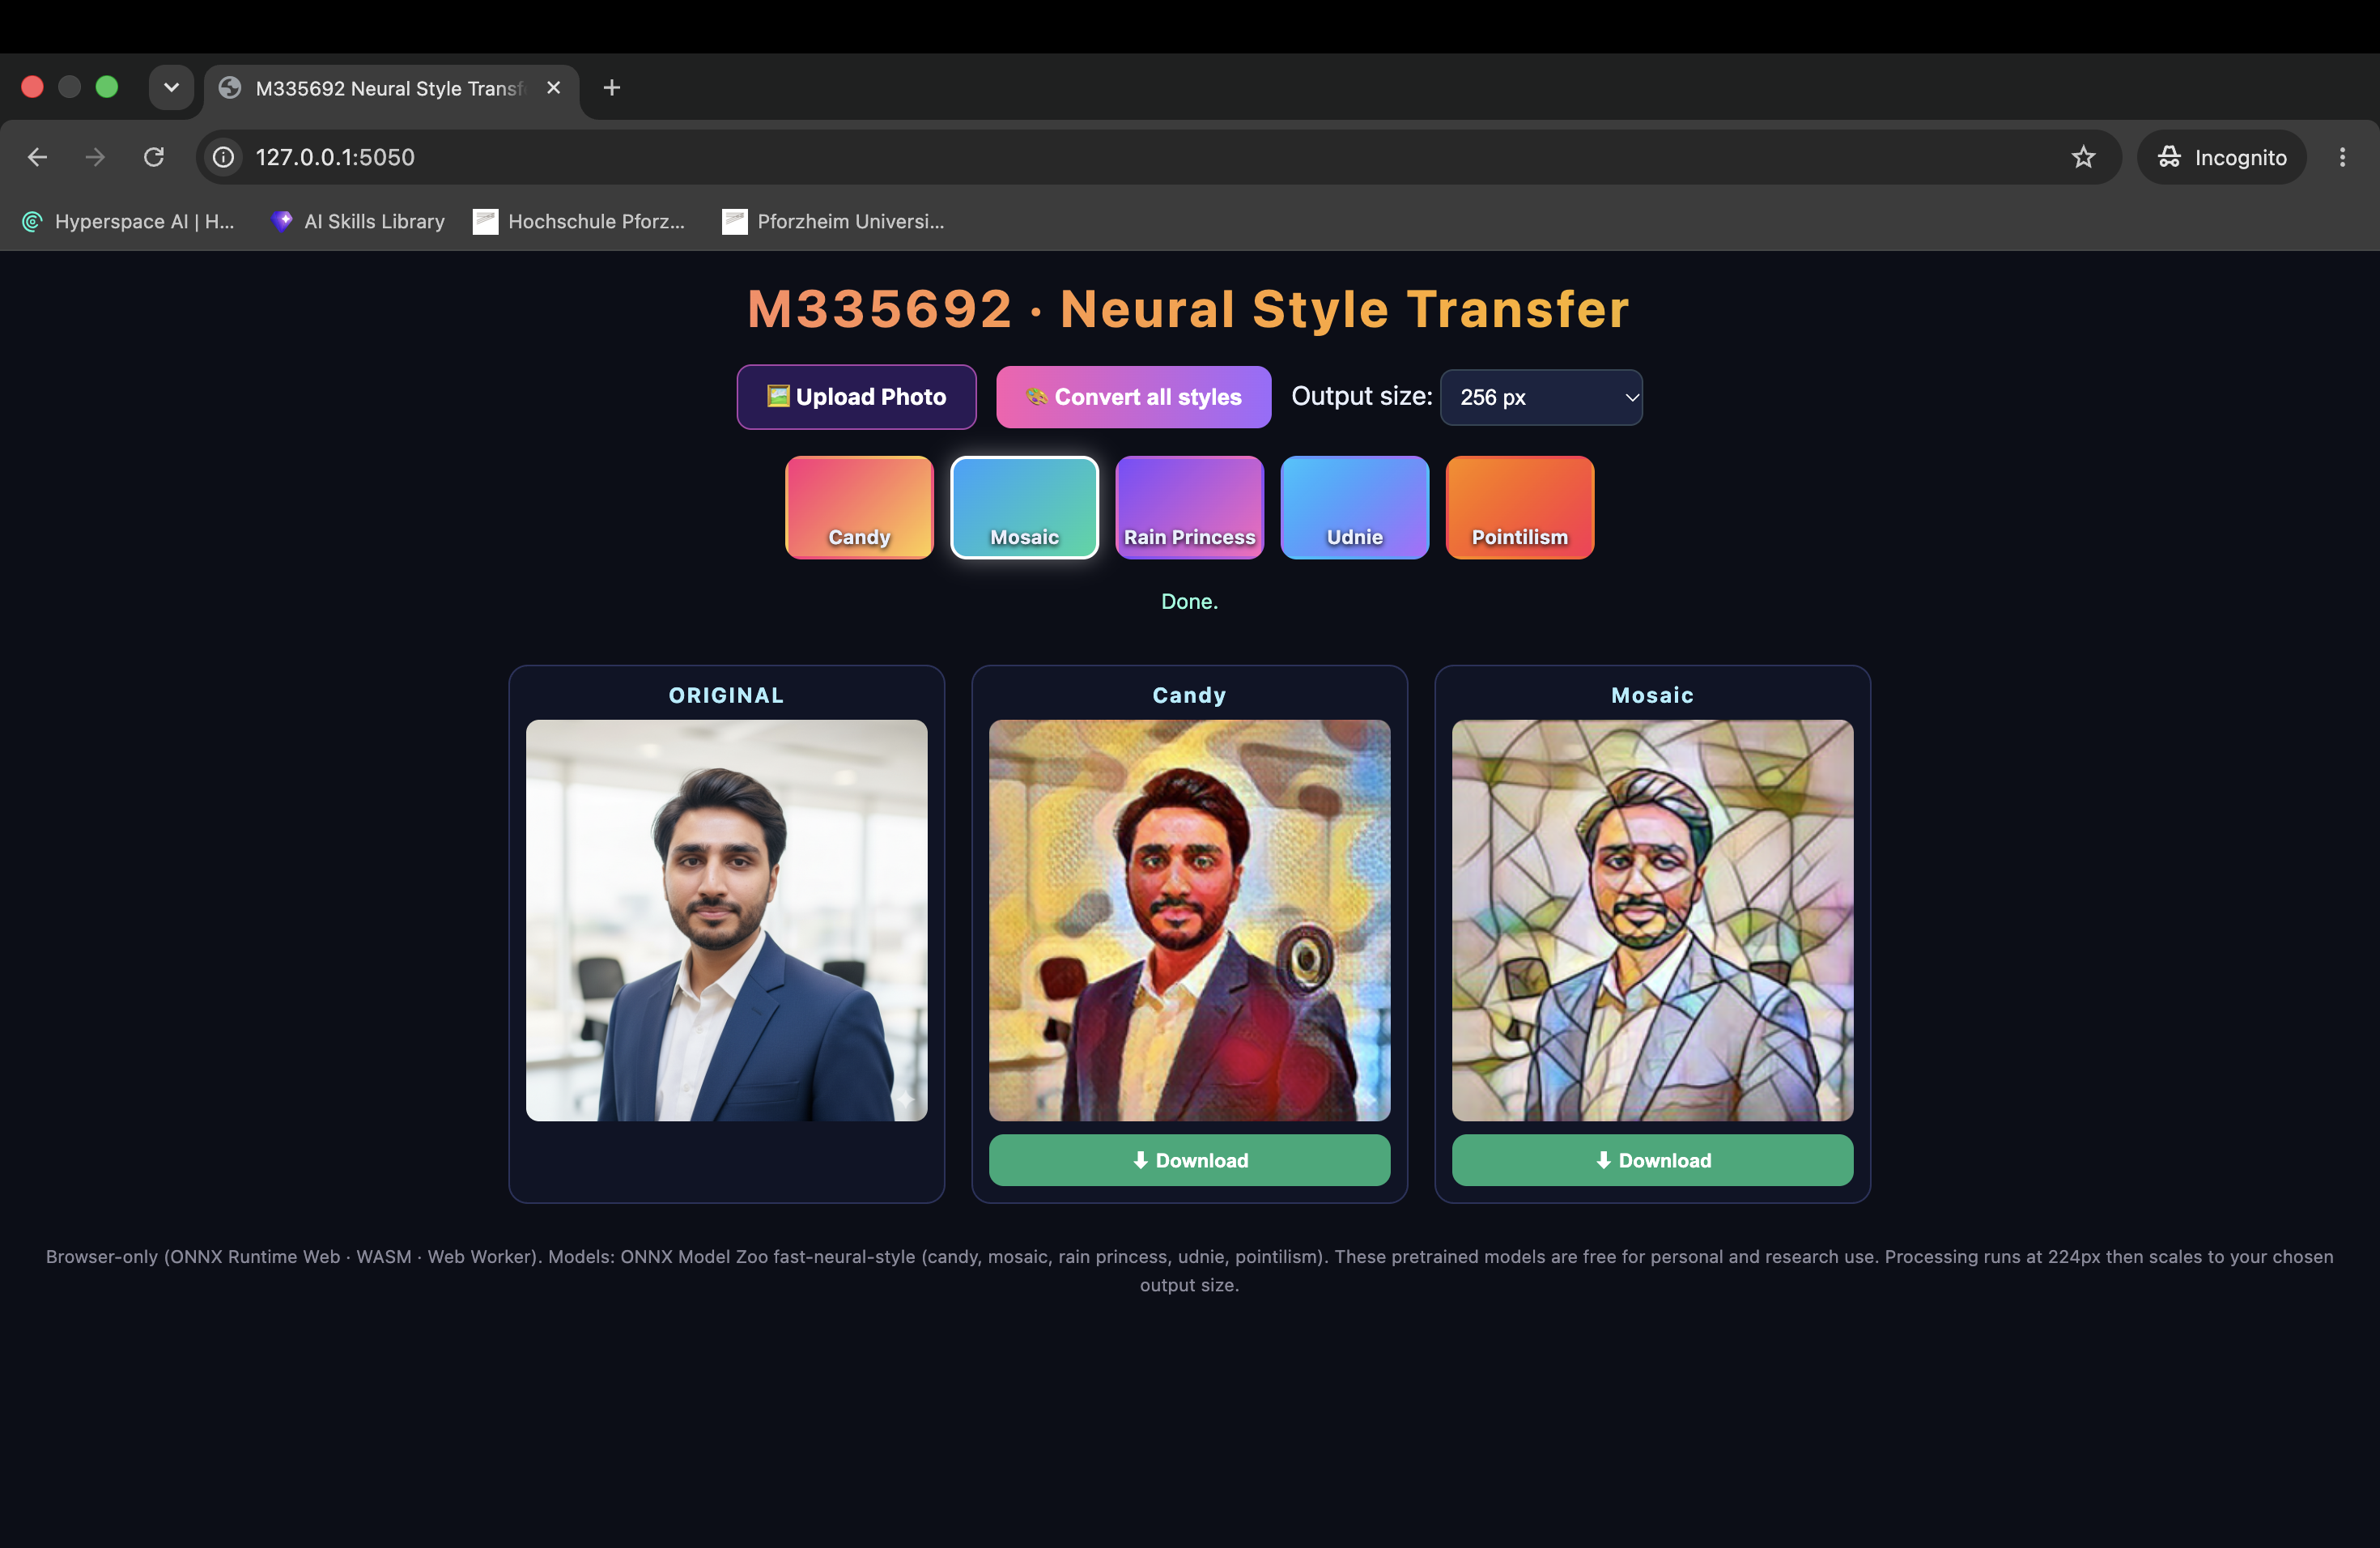 M335692 Neural Style Transf
127.0.0.1:5050
Incognito
Hyperspace AI | H...
AI Skills Library
Hochschule Pforz...
Pforzheim Universi...
M335692 · Neural Style Transfer
Upload Photo
Convert all styles
Output size:
256 px
Candy
Mosaic
Rain Princess
Udnie
Pointilism
Done.
ORIGINAL
Candy
Mosaic
Download
Download
Browser-only (ONNX Runtime Web · WASM · Web Worker). Models: ONNX Model Zoo fast-neural-style (candy, mosaic, rain princess, udnie, pointilism). These pretrained models are free for personal and research use. Processing runs at 224px then scales to your chosen
output size.